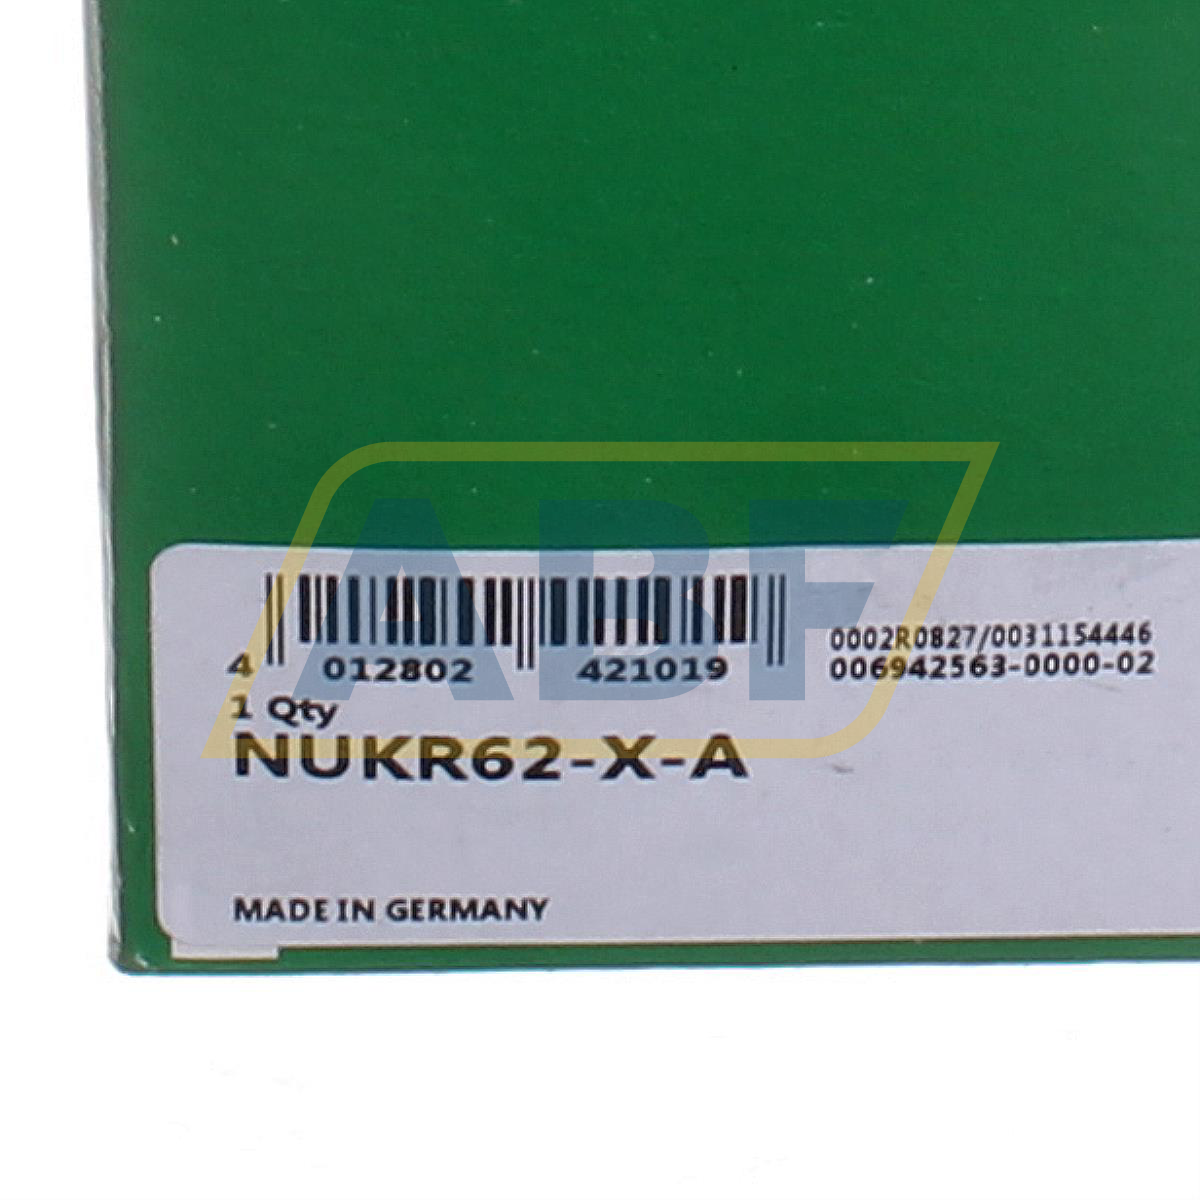 ABF
4 012802 421019
0002R0827/0031154446
006942563-0000-02
1 Qty
NUKR62-X-A
MADE IN GERMANY